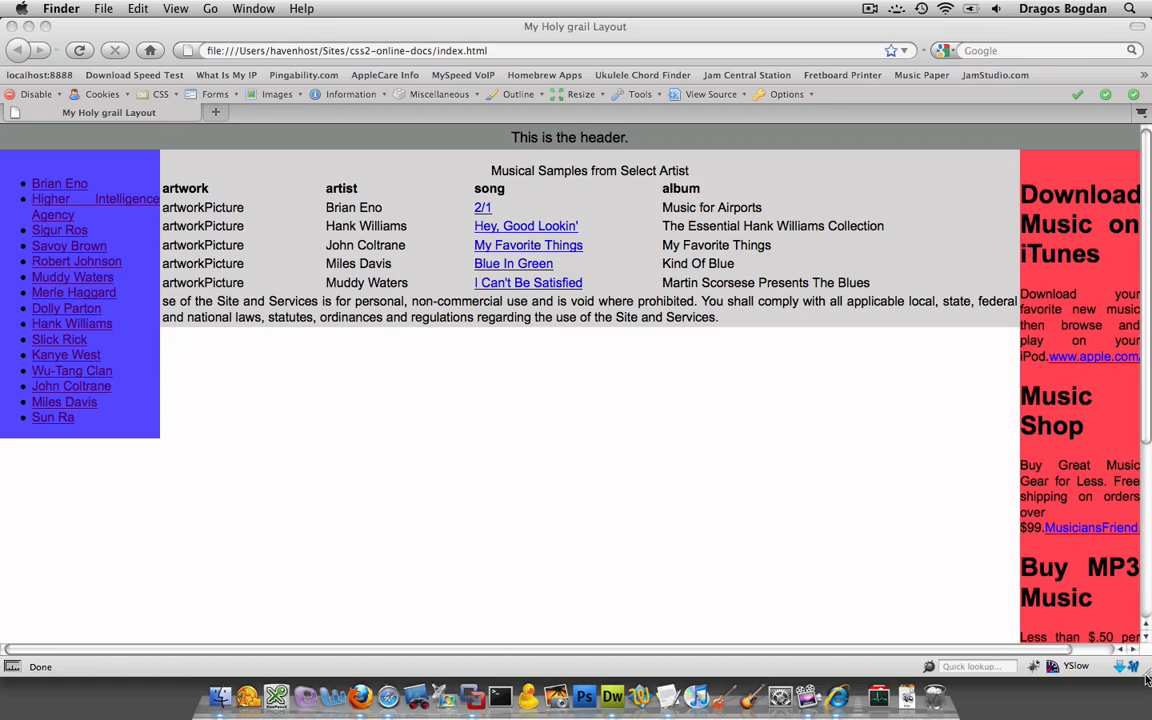 Finder File Edit View Go Window Help Dragos Bogdan
My Holy grail Layout
file:///Users/havenhost/Sites/css2-online-docs/index.html Google
localhost:8888 Download Speed Test What Is My IP Pingability.com AppleCare Info MySpeed VoIP Homebrew Apps Ukulele Chord Finder Jam Central Station Fretboard Printer Music Paper JamStudio.com
Disable Cookies CSS Forms Images Information Miscellaneous Outline Resize Tools View Source Options
My Holy grail Layout
This is the header.
Brian Eno
Higher Intelligence
Agency
Sigur Ros
Savoy Brown
Robert Johnson
Muddy Waters
Merle Haggard
Dolly Parton
Hank Williams
Slick Rick
Kanye West
Wu-Tang Clan
John Coltrane
Miles Davis
Sun Ra
Musical Samples from Select Artist
artwork artist song album
artworkPicture Brian Eno 2/1 Music for Airports
artworkPicture Hank Williams Hey, Good Lookin' The Essential Hank Williams Collection
artworkPicture John Coltrane My Favorite Things My Favorite Things
artworkPicture Miles Davis Blue In Green Kind Of Blue
artworkPicture Muddy Waters I Can't Be Satisfied Martin Scorsese Presents The Blues
se of the Site and Services is for personal, non-commercial use and is void where prohibited. You shall comply with all applicable local, state, federal
and national laws, statutes, ordinances and regulations regarding the use of the Site and Services.
Download
Music on
iTunes
Download your
favorite new music
then browse and
play on your
iPod.www.apple.com/
Music
Shop
Buy Great Music
Gear for Less. Free
shipping on orders
over
$99.MusiciansFriend.
Buy MP3
Music
Less than $.50 per
Done Quick lookup... YSlow
Ps Dw